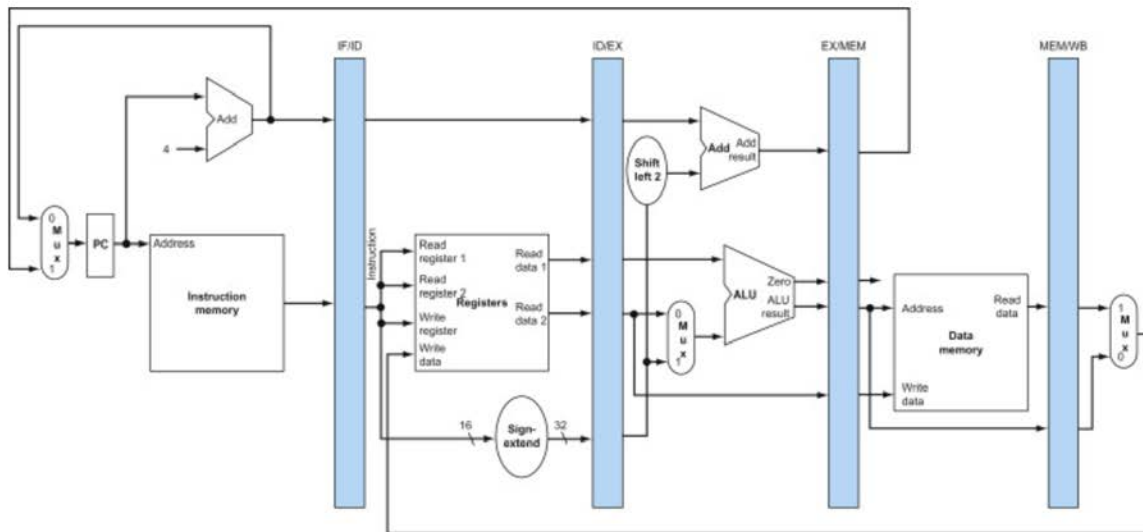 IF/ID
ID/EX
EX/MEM
MEM/WB
Add
4
Add
Add
result
Shift
left 2
0
M
u
x
1
PC
Address
Instruction
memory
Instruction
Read
register 1
Read
register 2
Registers
Write
register
Write
data
Read
data 1
Read
data 2
0
M
u
x
1
Zero
ALU
ALU
result
Address
Read
data
Data
memory
Write
data
1
M
u
x
0
16
Sign-
extend
32